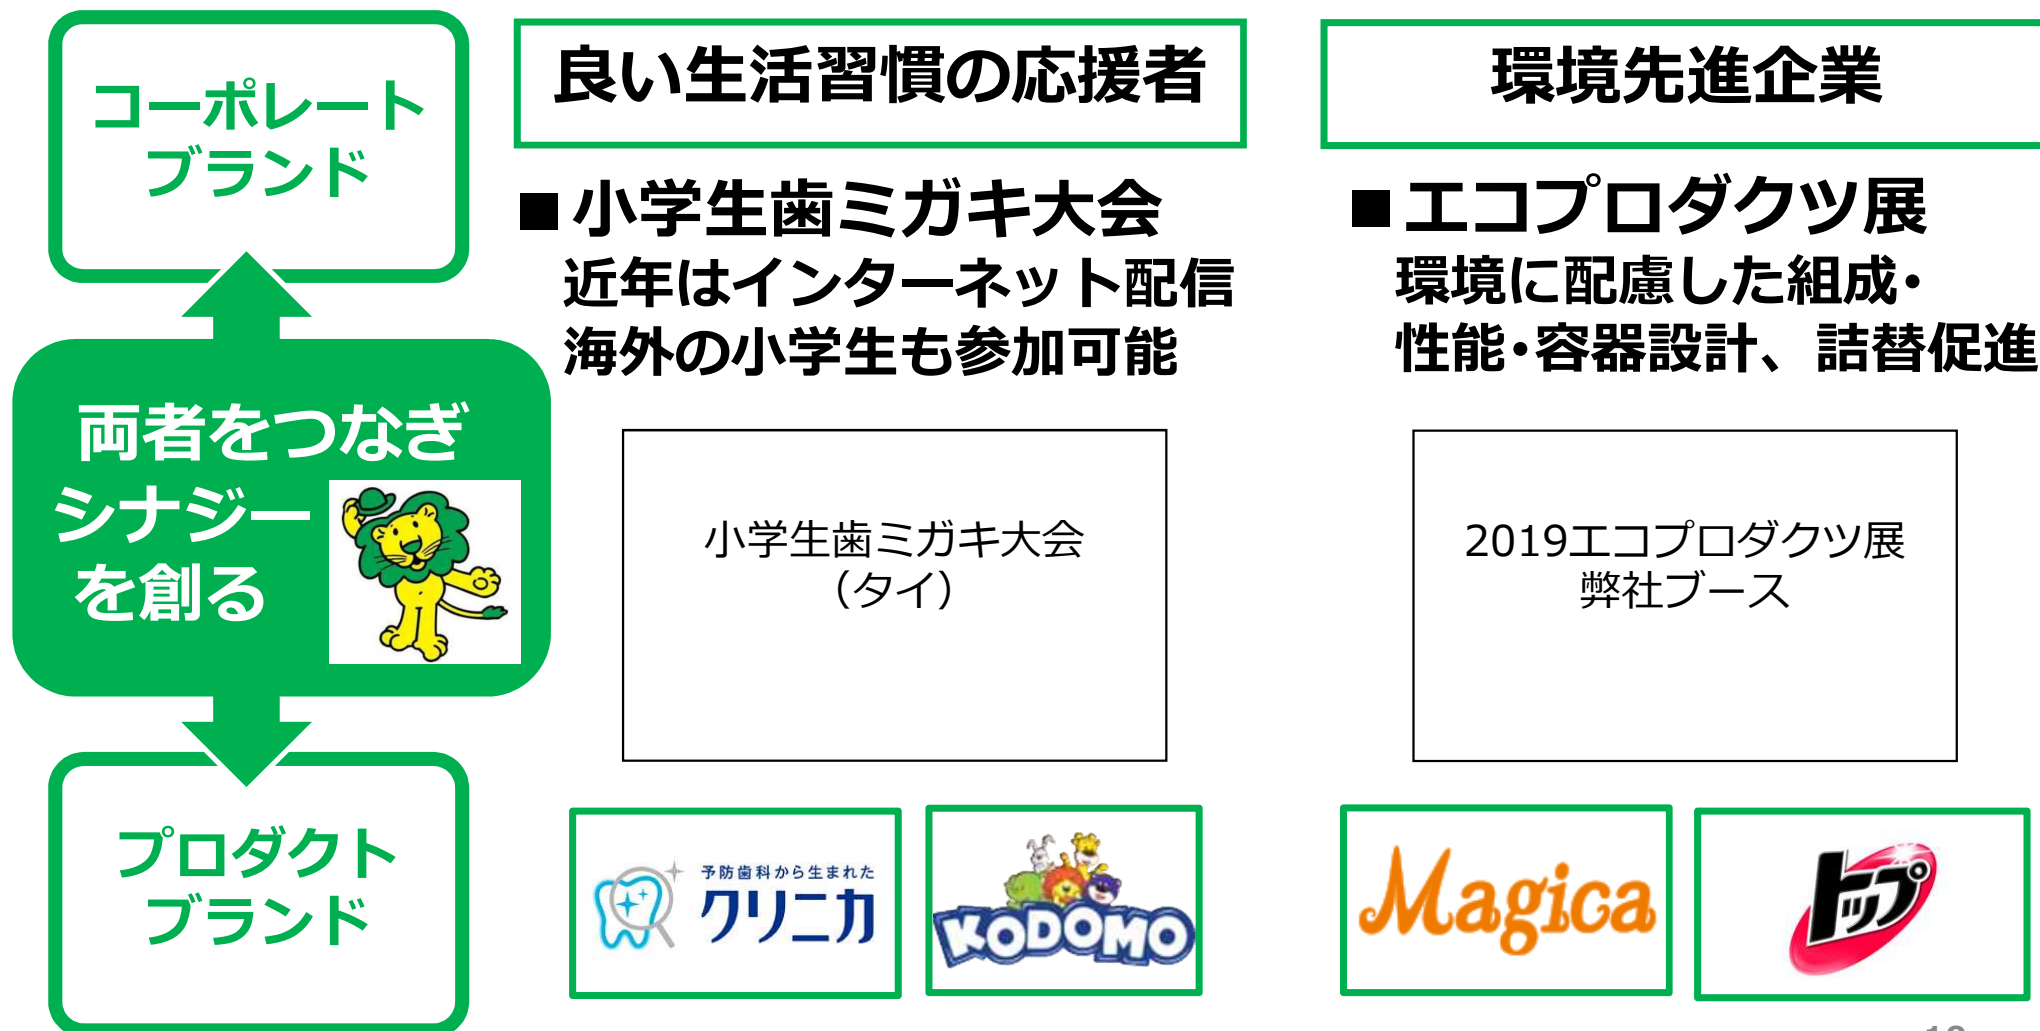 コーポレート
ブランド
両者をつなぎ
シナジー
を創る
プロダクト
ブランド
良い生活習慣の応援者
■小学生歯ミガキ大会
近年はインターネット配信
海外の小学生も参加可能
小学生歯ミガキ大会
（タイ）
予防歯科から生まれた
クリニカ
KODOMO
環境先進企業
■エコプロダクツ展
環境に配慮した組成・
性能・容器設計、詰替促進
2019エコプロダクツ展
弊社ブース
Magica
トップ